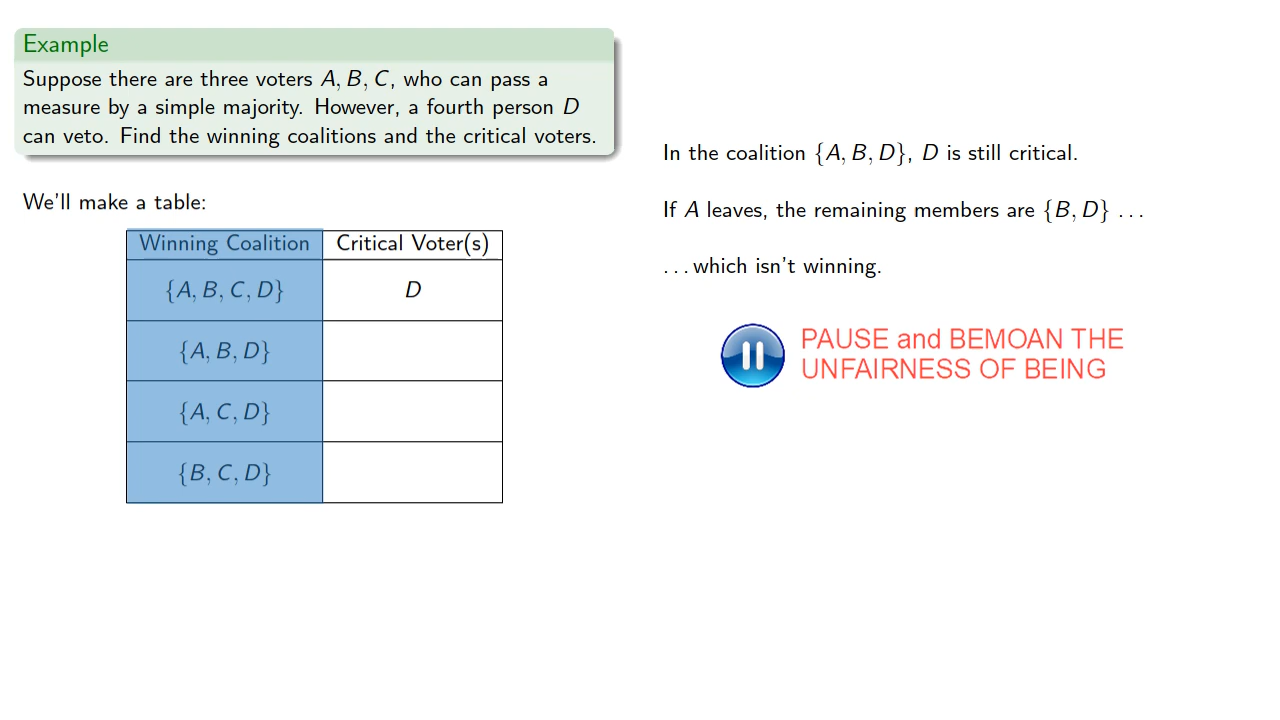 Example
Suppose there are three voters A, B, C, who can pass a
measure by a simple majority. However, a fourth person D
can veto. Find the winning coalitions and the critical voters.
We'll make a table:
Winning Coalition Critical Voter(s)
{A, B, C, D} D
{A, B, D}
{A, C, D}
{B, C, D}
In the coalition {A, B, D}, D is still critical.
If A leaves, the remaining members are {B, D} ...
...which isn't winning.
PAUSE and BEMOAN THE
UNFAIRNESS OF BEING